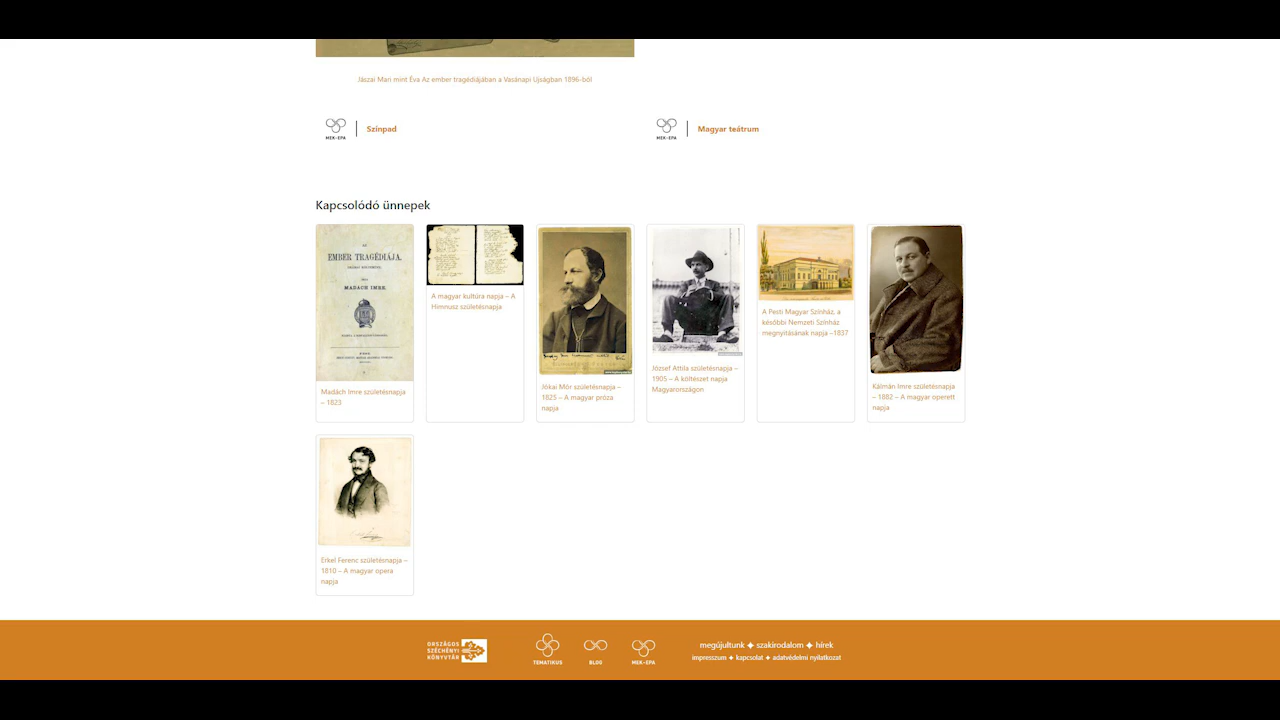 Jászai Mari mint Éva Az ember tragédiájában a Vasánapi Ujságban 1896-ból
MEK-EPA
Színpad
MEK-EPA
Magyar teátrum
Kapcsolódó ünnepek
AZ
EMBER TRAGÉDIÁJA.
MADÁCH IMRE.
Madách Imre születésnapja
– 1823
A magyar kultúra napja – A
Himnusz születésnapja
Jókai Mór születésnapja –
1825 – A magyar próza
napja
József Attila születésnapja –
1905 – A költészet napja
Magyarországon
A Pesti Magyar Színház, a
későbbi Nemzeti Színház
megnyitásának napja –1837
Kálmán Imre születésnapja
– 1882 – A magyar operett
napja
Erkel Ferenc születésnapja –
1810 – A magyar opera
napja
ORSZÁGOS
SZÉCHÉNYI
KÖNYVTÁR
TEMATIKUS
BLOG
MEK-EPA
megújultunk ✦ szakirodalom ✦ hírek
impresszum ✦ kapcsolat ✦ adatvédelmi nyilatkozat